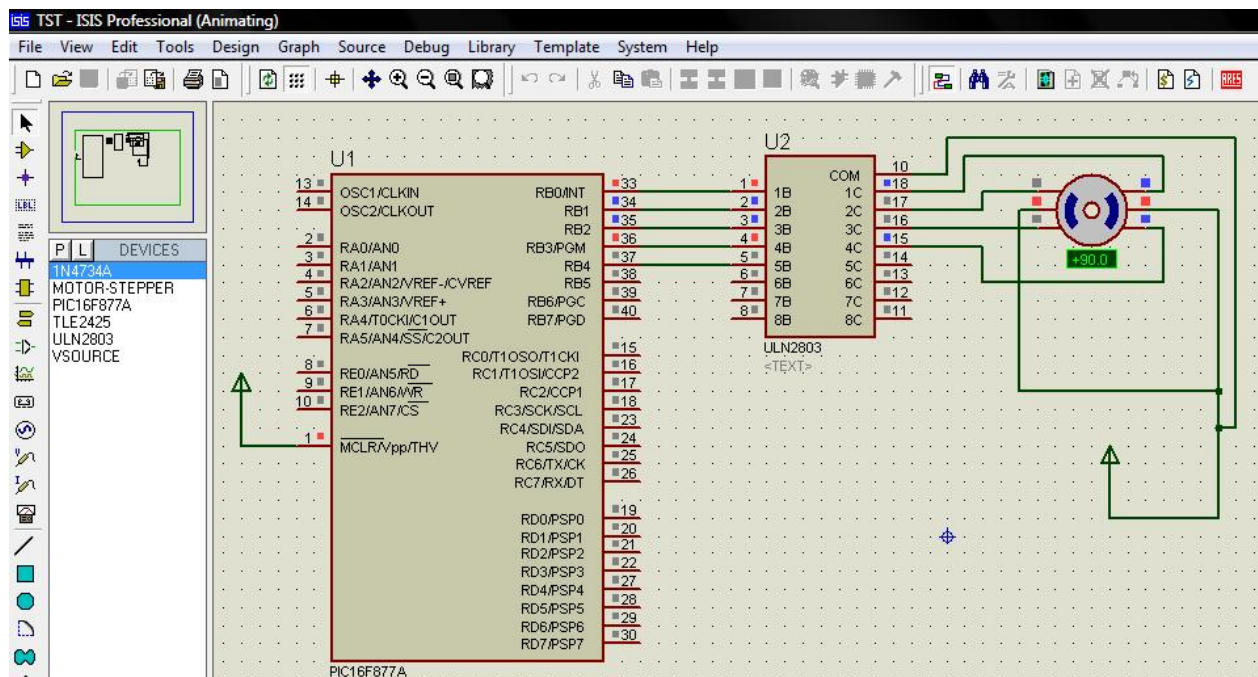 isis TST - ISIS Professional (Animating)
File View Edit Tools Design Graph Source Debug Library Template System Help
ARES
LBL
P L DEVICES
1N4734A
MOTOR-STEPPER
PIC16F877A
TLE2425
ULN2803
VSOURCE
U1
13 OSC1/CLKIN RB0/INT 33
14 OSC2/CLKOUT RB1 34
RB2 35
2 RA0/AN0 RB3/PGM 36
3 RA1/AN1 RB4 37
4 RA2/AN2/VREF-/CVREF RB5 38
5 RA3/AN3/VREF+ RB6/PGC 39
6 RA4/T0CKI/C1OUT RB7/PGD 40
7 RA5/AN4/SS/C2OUT
RC0/T1OSO/T1CKI 15
8 RE0/AN5/RD RC1/T1OSI/CCP2 16
9 RE1/AN6/WR RC2/CCP1 17
10 RE2/AN7/CS RC3/SCK/SCL 18
RC4/SDI/SDA 23
1 MCLR/Vpp/THV RC5/SDO 24
RC6/TX/CK 25
RC7/RX/DT 26
RD0/PSP0 19
RD1/PSP1 20
RD2/PSP2 21
RD3/PSP3 22
RD4/PSP4 27
RD5/PSP5 28
RD6/PSP6 29
RD7/PSP7 30
PIC16F877A
U2
COM 10
1 1B 1C 18
2 2B 2C 17
3 3B 3C 16
4 4B 4C 15
5 5B 5C 14
6 6B 6C 13
7 7B 7C 12
8 8B 8C 11
ULN2803
<TEXT>
+90.0